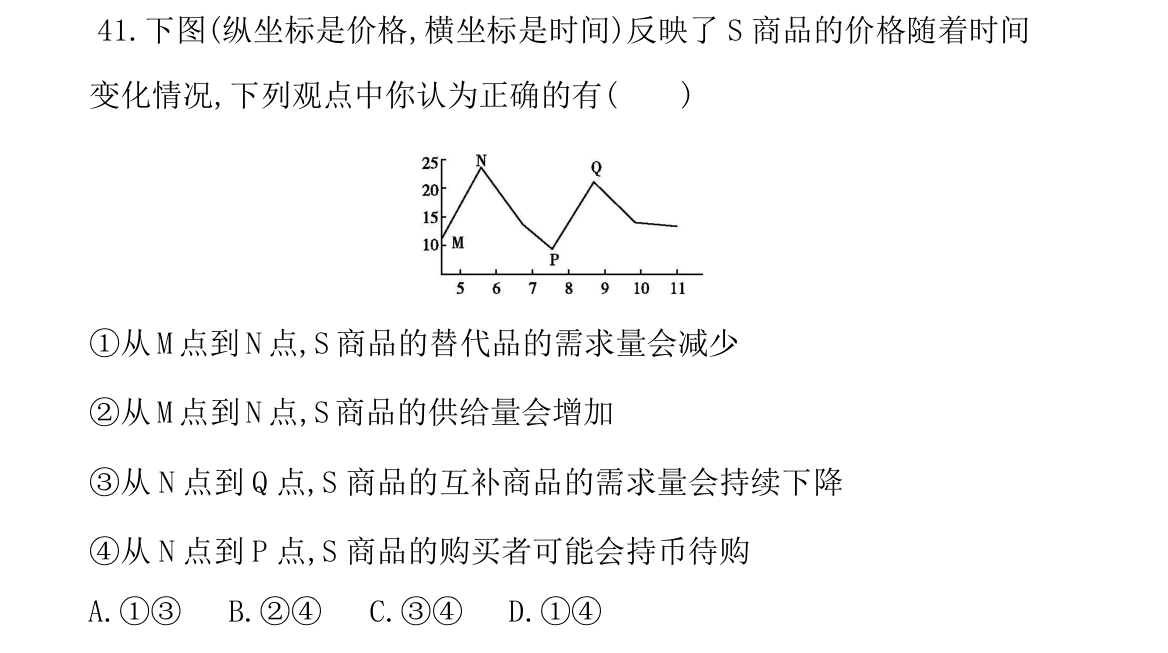 41.下图(纵坐标是价格,横坐标是时间)反映了 S 商品的价格随着时间
变化情况,下列观点中你认为正确的有(    )
25
N
Q
20
15
10
M
P
5 6 7 8 9 10 11
①从M点到N点,S商品的替代品的需求量会减少
②从M点到N点,S商品的供给量会增加
③从 N 点到 Q 点,S 商品的互补商品的需求量会持续下降
④从 N 点到 P 点,S 商品的购买者可能会持币待购
A.①③  B.②④  C.③④  D.①④